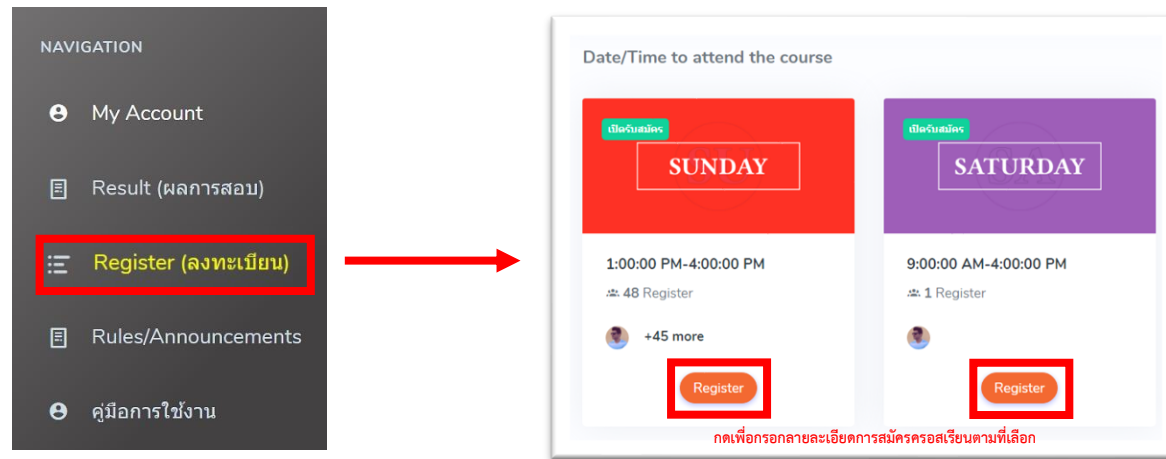 NAVIGATION
My Account
Result (ผลการสอบ)
Register (ลงทะเบียน)
Rules/Announcements
คู่มือการใช้งาน
Date/Time to attend the course
เปิดรับสมัคร
SUNDAY
1:00:00 PM-4:00:00 PM
48 Register
+45 more
Register
เปิดรับสมัคร
SATURDAY
9:00:00 AM-4:00:00 PM
1 Register
Register
กดเพื่อกรอกลายละเอียดการสมัครครอสเรียนตามที่เลือก